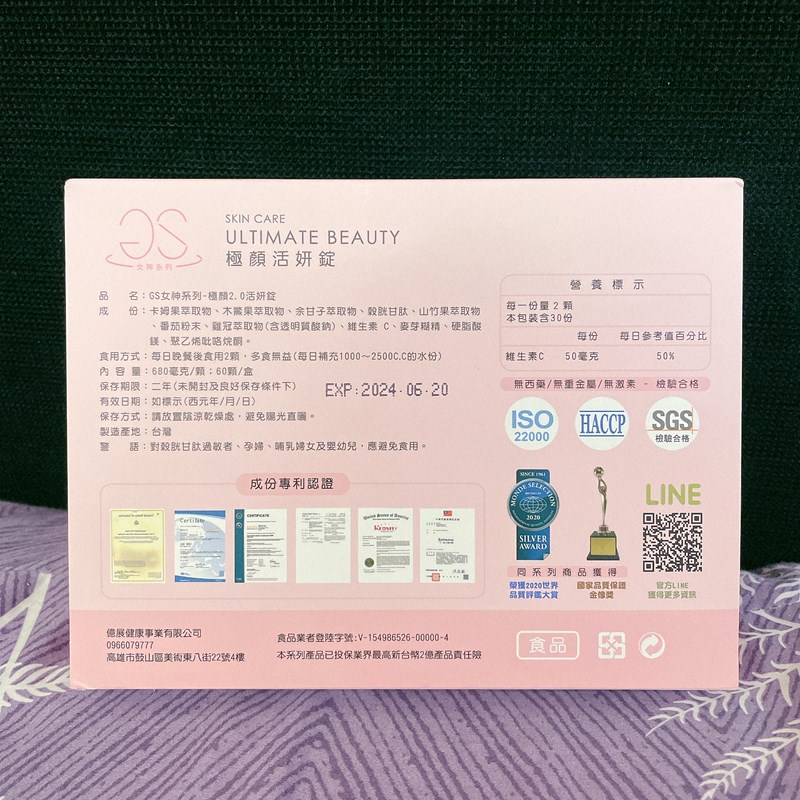 GS
女神系列
SKIN CARE
ULTIMATE BEAUTY
極顏活妍錠
品　　名：GS女神系列-極顏2.0活妍錠
成　　份：卡姆果萃取物、木鱉果萃取物、余甘子萃取物、穀胱甘肽、山竹果萃取物
、番茄粉末、雞冠萃取物(含透明質酸鈉)、維生素 C、麥芽糊精、硬脂酸
鎂、聚乙烯吡咯烷酮。
食用方式：每日晚餐後食用2顆，多食無益(每日補充1000～2500C.C的水份)
內 容 量：680毫克/顆；60顆/盒
保存期限：二年(未開封及良好保存條件下)
有效日期：如標示(西元年/月/日)
EXP:2024.06.20
保存方式：請放置陰涼乾燥處，避免陽光直曬。
製造產地：台灣
警　　語：對穀胱甘肽過敏者、孕婦、哺乳婦女及嬰幼兒，應避免食用。
營養標示
每一份量 2 顆
本包裝含30份
每份　每日參考值百分比
維生素C　50毫克　50%
無西藥/無重金屬/無激素 - 檢驗合格
ISO
22000
HACCP
SGS
檢驗合格
成份專利認證
Certificate
CERTIFICATE
United States of America
SINCE 1961
MONDE SELECTION
2020
SILVER
AWARD
同系列商品獲得
榮獲2020世界
品質評鑑大賞
國家品質保證
金像獎
LINE
官方LINE
獲得更多資訊
億展健康事業有限公司
0966079777
高雄市鼓山區美術東八街22號4樓
食品業者登陸字號:V-154986526-00000-4
本系列產品已投保業界最高新台幣2億產品責任險
食品